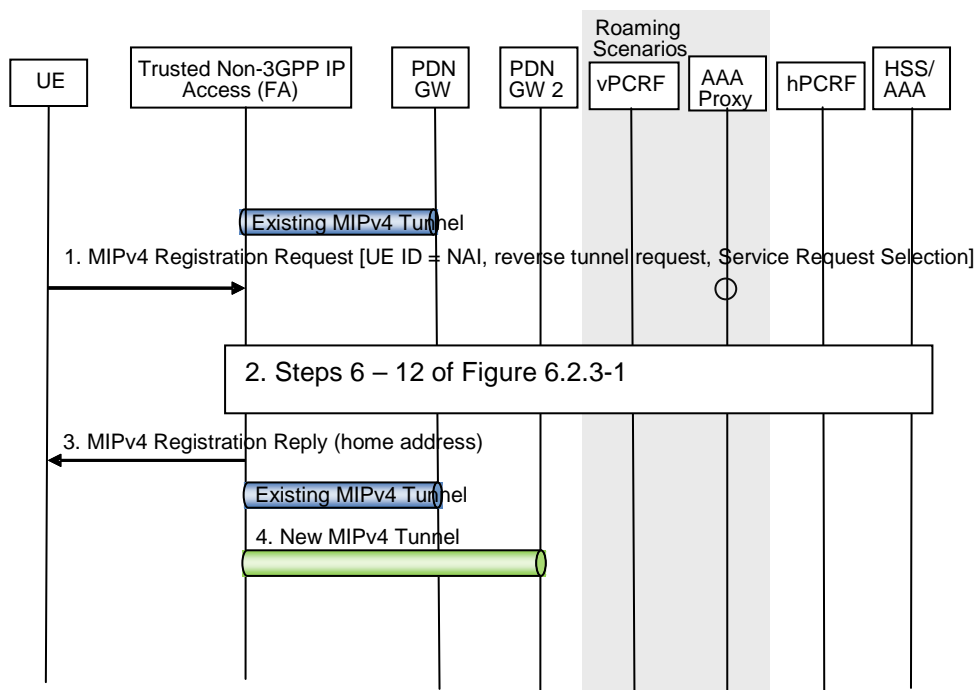 Roaming
Scenarios
UE
Trusted Non-3GPP IP
Access (FA)
PDN
GW
PDN
GW 2
vPCRF
AAA
Proxy
hPCRF
HSS/
AAA
Existing MIPv4 Tunnel
1. MIPv4 Registration Request [UE ID = NAI, reverse tunnel request, Service Request Selection]
2. Steps 6 – 12 of Figure 6.2.3-1
3. MIPv4 Registration Reply (home address)
Existing MIPv4 Tunnel
4. New MIPv4 Tunnel